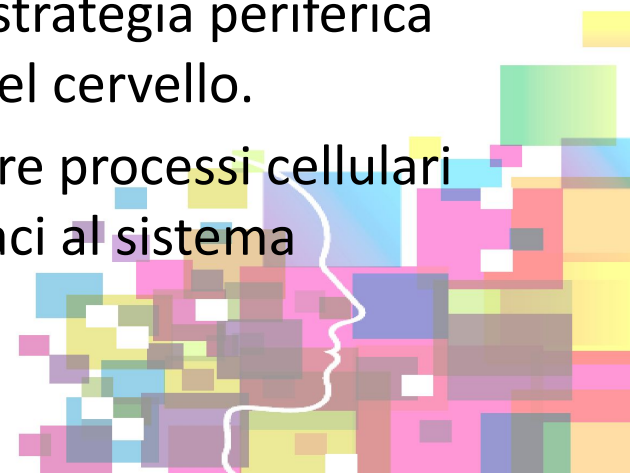 strategia periferica
el cervello.
re processi cellulari
aci al sistema